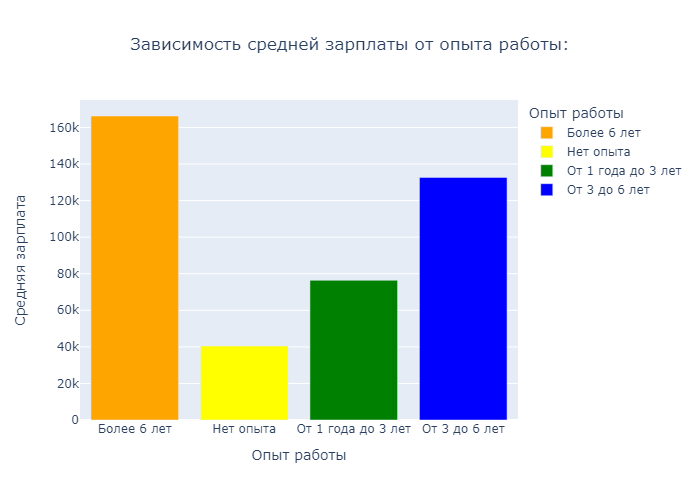 Зависимость средней зарплаты от опыта работы:
Средняя зарплата
160k
140k
120k
100k
80k
60k
40k
20k
0
Более 6 лет
Нет опыта
От 1 года до 3 лет
От 3 до 6 лет
Опыт работы
Опыт работы
Более 6 лет
Нет опыта
От 1 года до 3 лет
От 3 до 6 лет